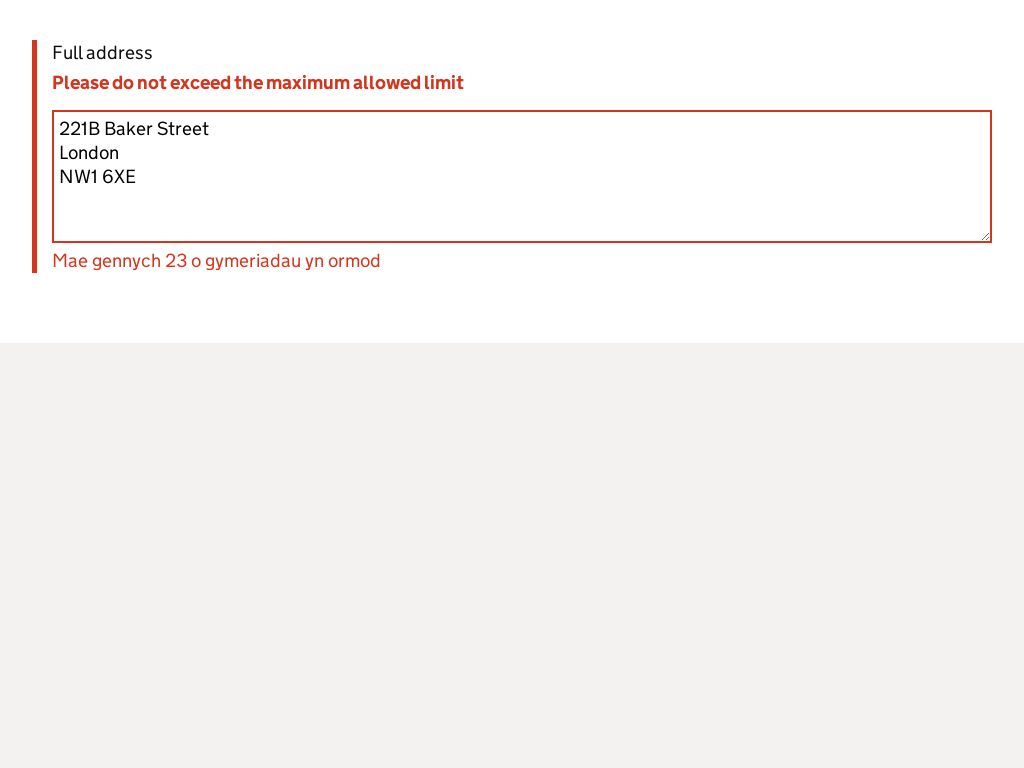 Full address
Please do not exceed the maximum allowed limit
221B Baker Street
London
NW1 6XE
Mae gennych 23 o gymeriadau yn ormod